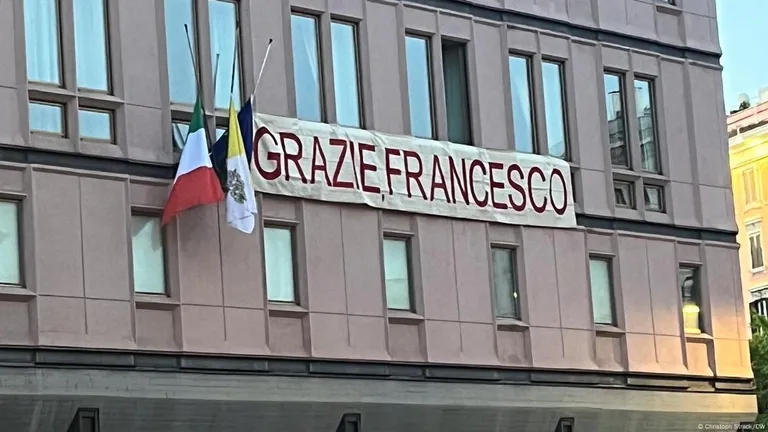 GRAZIE, FRANCESCO
© Christoph Strack/DW